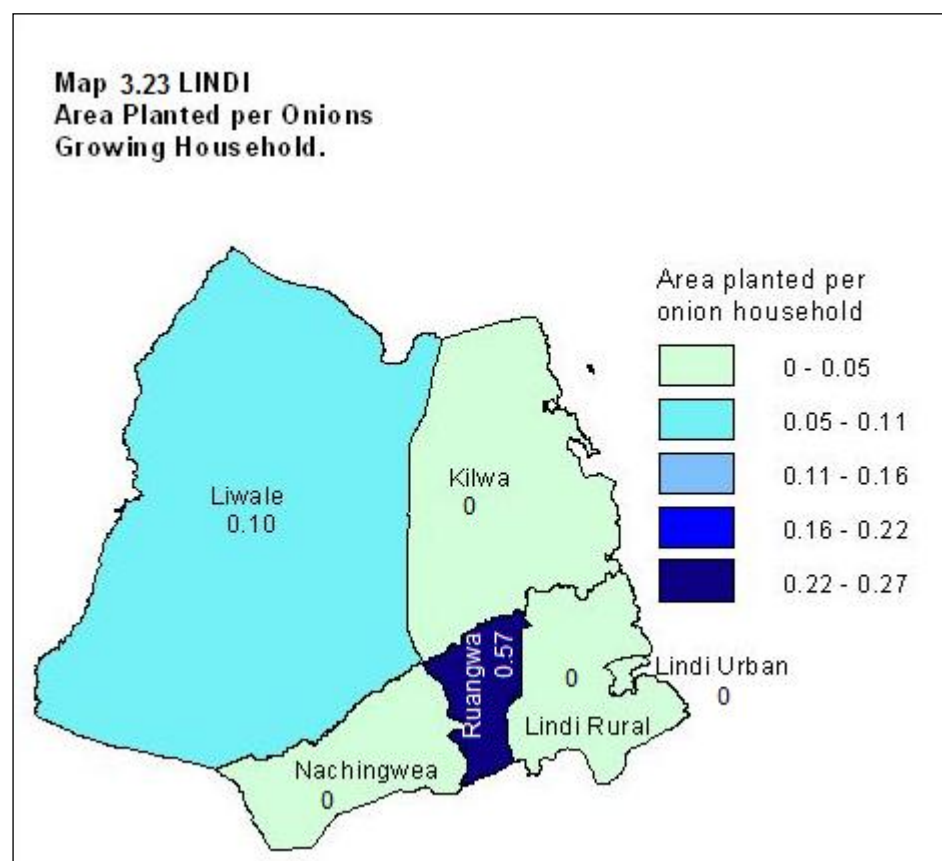 Map 3.23 LINDI
Area Planted per Onions
Growing Household.
Area planted per
onion household
0 - 0.05
0.05 - 0.11
0.11 - 0.16
0.16 - 0.22
0.22 - 0.27
Liwale
0.10
Kilwa
0
Ruangwa
0.57
0
Lindi Rural
Lindi Urban
0
Nachingwea
0